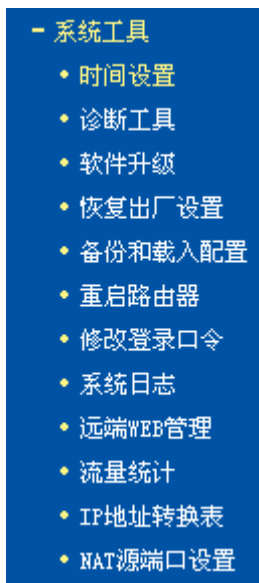 - 系统工具
• 时间设置
• 诊断工具
• 软件升级
• 恢复出厂设置
• 备份和载入配置
• 重启路由器
• 修改登录口令
• 系统日志
• 远端WEB管理
• 流量统计
• IP地址转换表
• NAT源端口设置